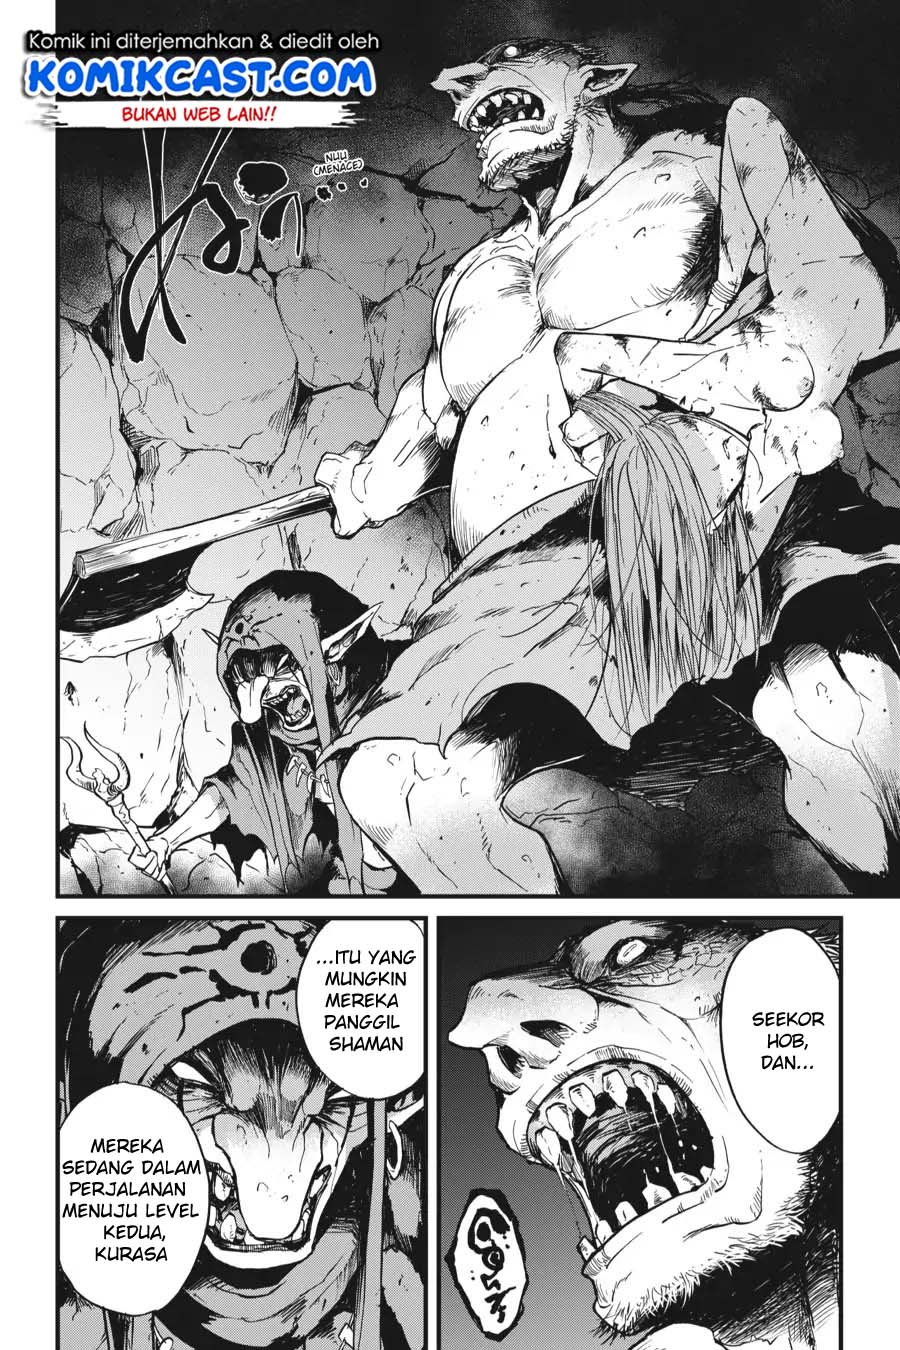 Komik ini diterjemahkan & diedit oleh
KOMIKCAST.COM
BUKAN WEB LAIN!!
NUU
(MENAGE)
SEEKOR
HOB,
DAN...
...ITU YANG
MUNGKIN
MEREKA
PANGGIL
SHAMAN
MEREKA
SEDANG DALAM
PERJALANAN
MENUJU LEVEL
KEDUA,
KURASA